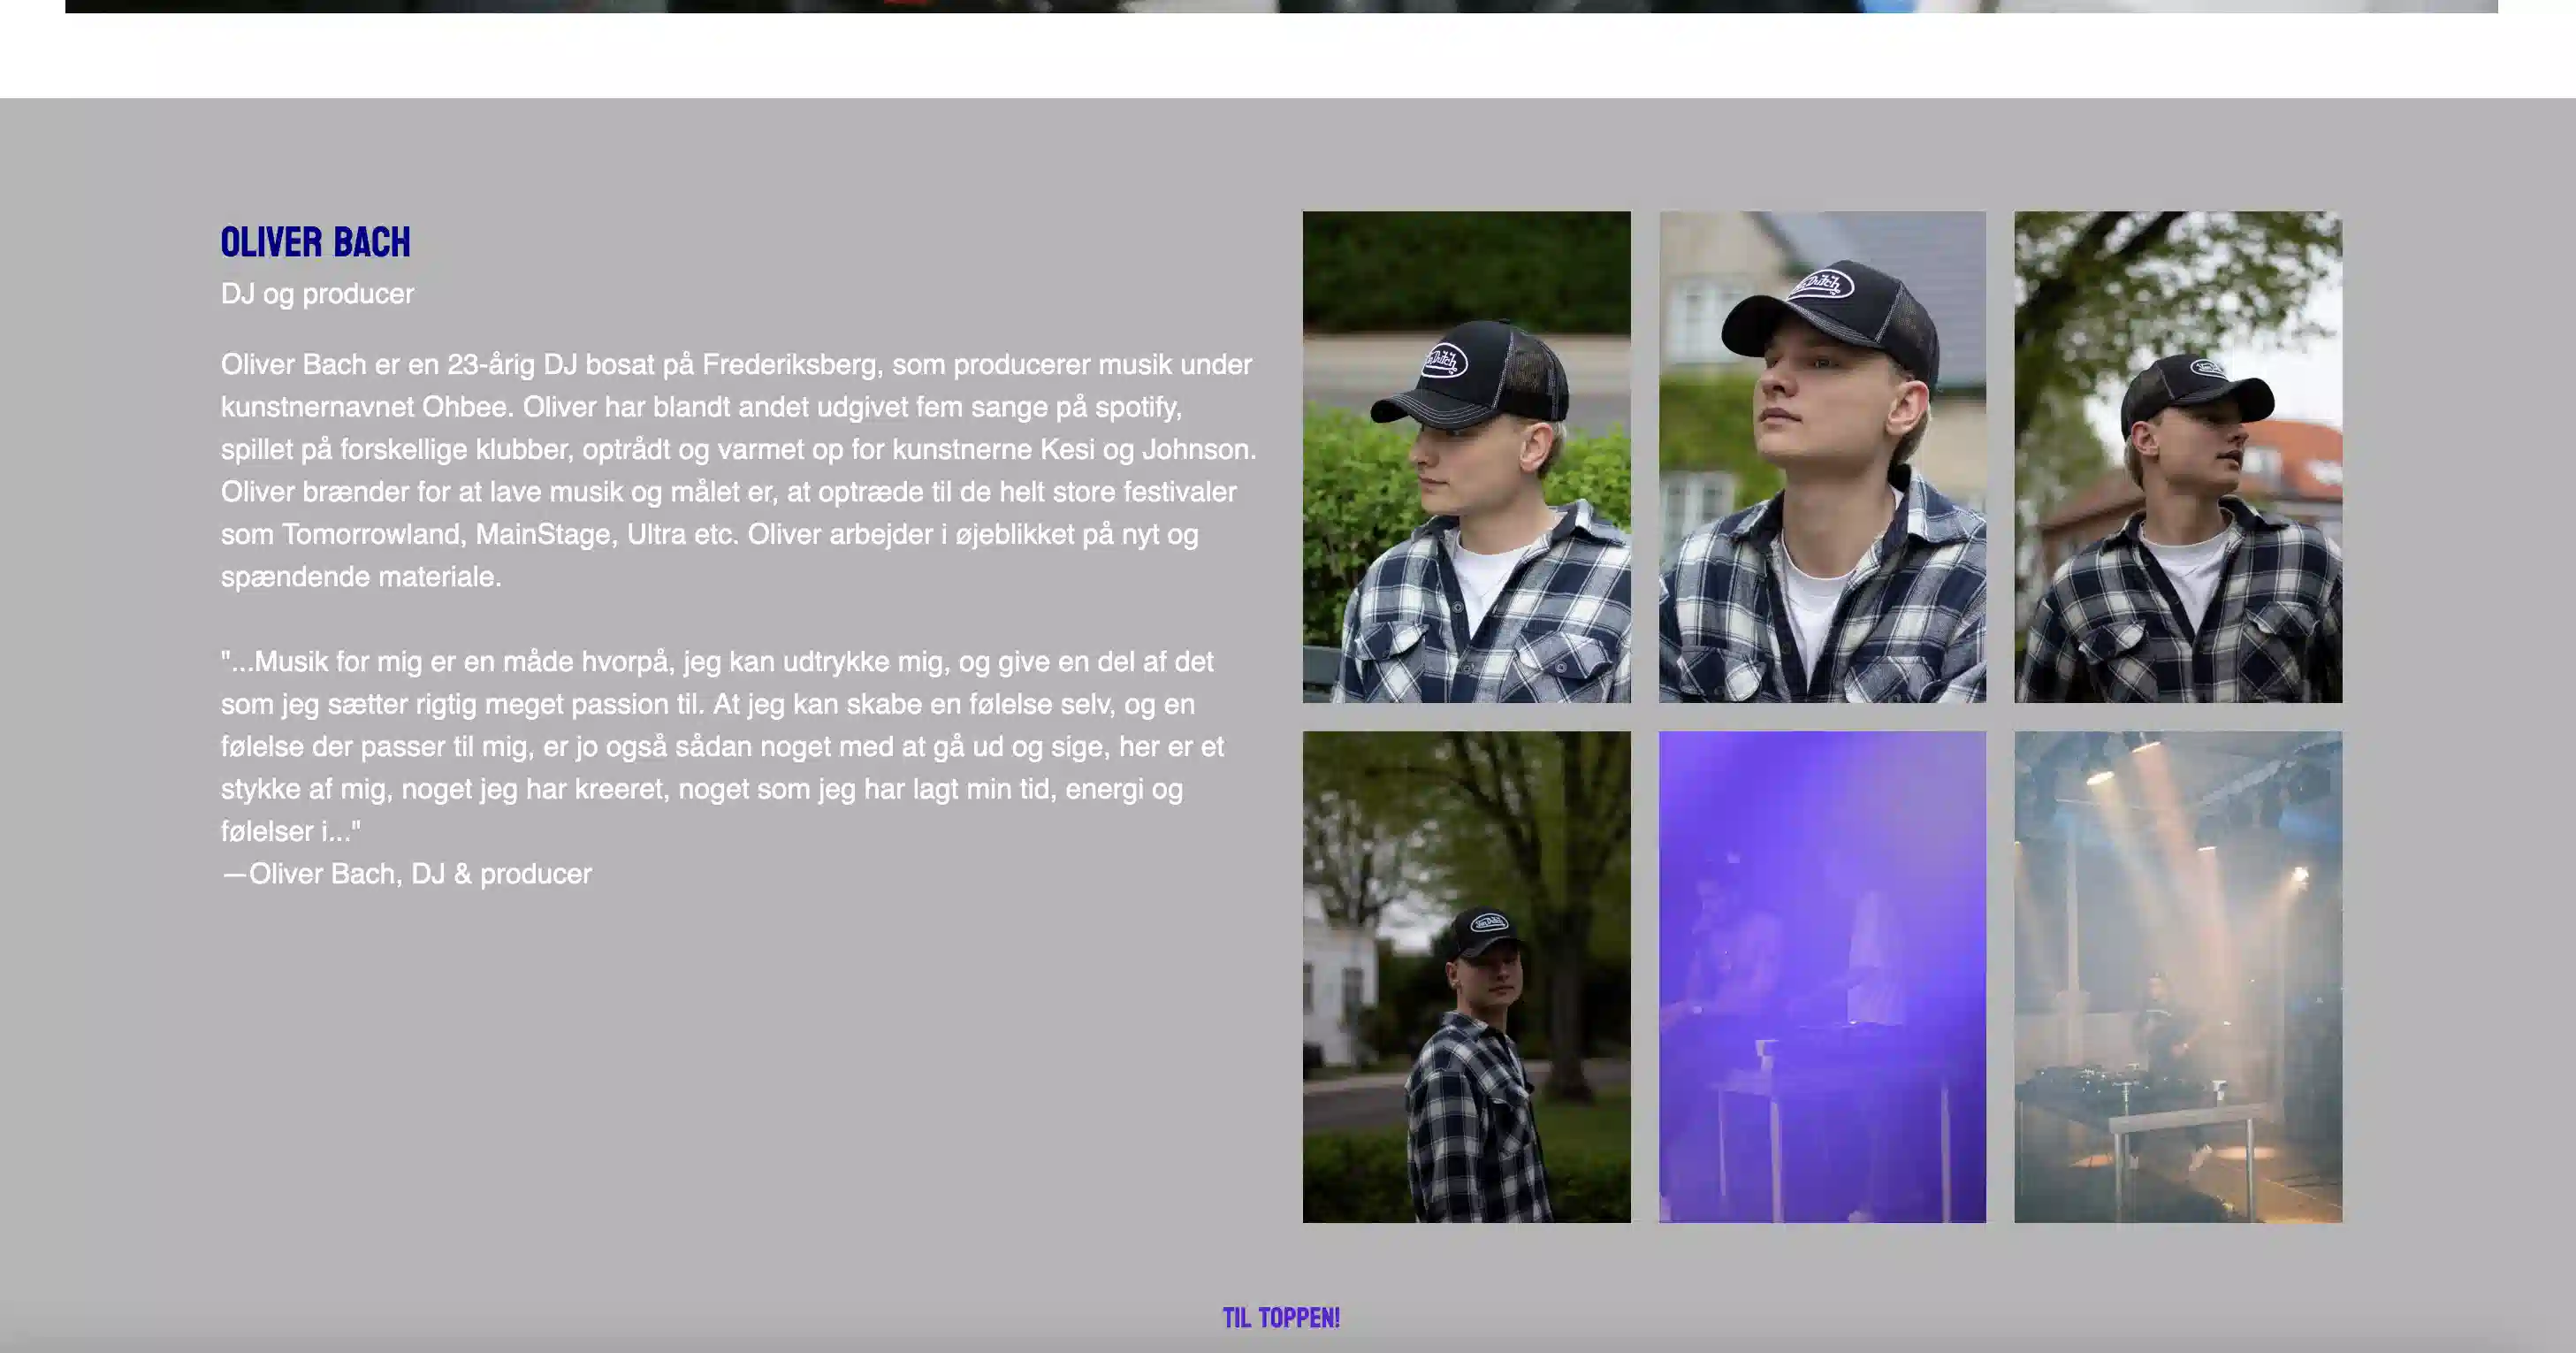 OLIVER BACH
DJ og producer
Oliver Bach er en 23-årig DJ bosat på Frederiksberg, som producerer musik under
kunstnernavnet Ohbee. Oliver har blandt andet udgivet fem sange på spotify,
spillet på forskellige klubber, optrådt og varmet op for kunstnerne Kesi og Johnson.
Oliver brænder for at lave musik og målet er, at optræde til de helt store festivaler
som Tomorrowland, MainStage, Ultra etc. Oliver arbejder i øjeblikket på nyt og
spændende materiale.
"...Musik for mig er en måde hvorpå, jeg kan udtrykke mig, og give en del af det
som jeg sætter rigtig meget passion til. At jeg kan skabe en følelse selv, og en
følelse der passer til mig, er jo også sådan noget med at gå ud og sige, her er et
stykke af mig, noget jeg har kreeret, noget som jeg har lagt min tid, energi og
følelser i..."
—Oliver Bach, DJ & producer
Von Dutch
TIL TOPPEN!